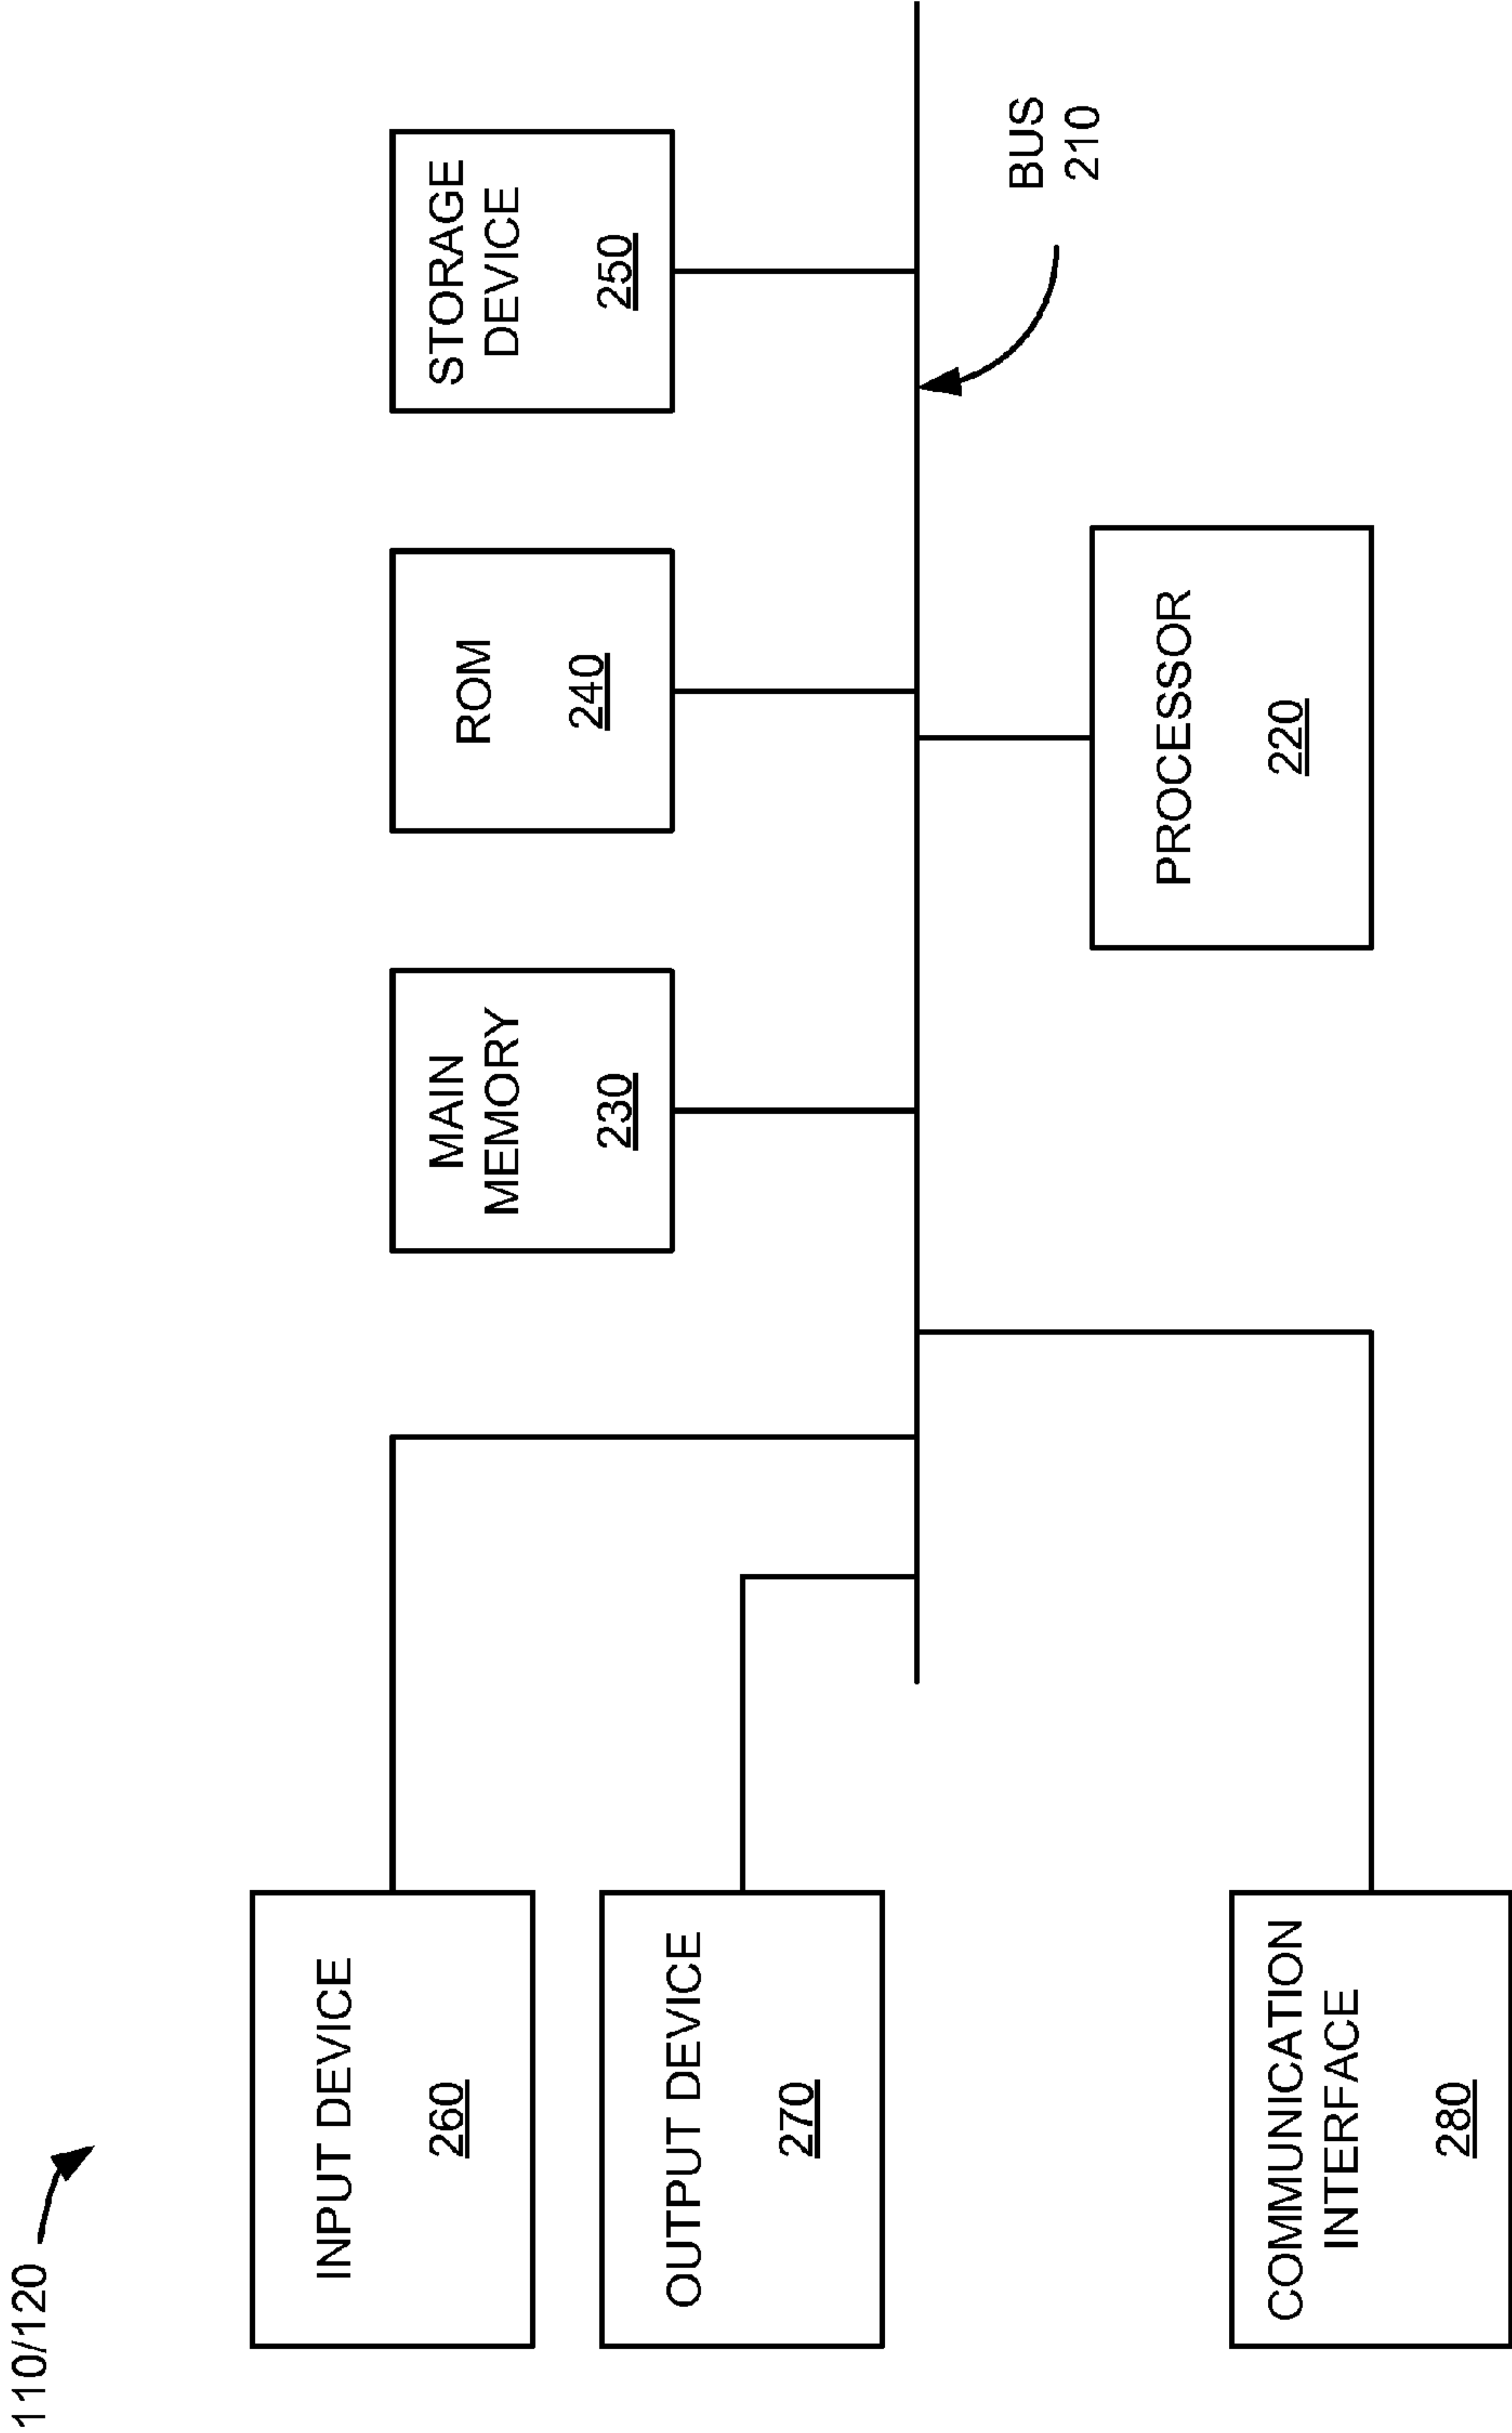 110/120
INPUT DEVICE
260
OUTPUT DEVICE
270
COMMUNICATION
INTERFACE
280
MAIN
MEMORY
230
ROM
240
STORAGE
DEVICE
250
PROCESSOR
220
BUS
210